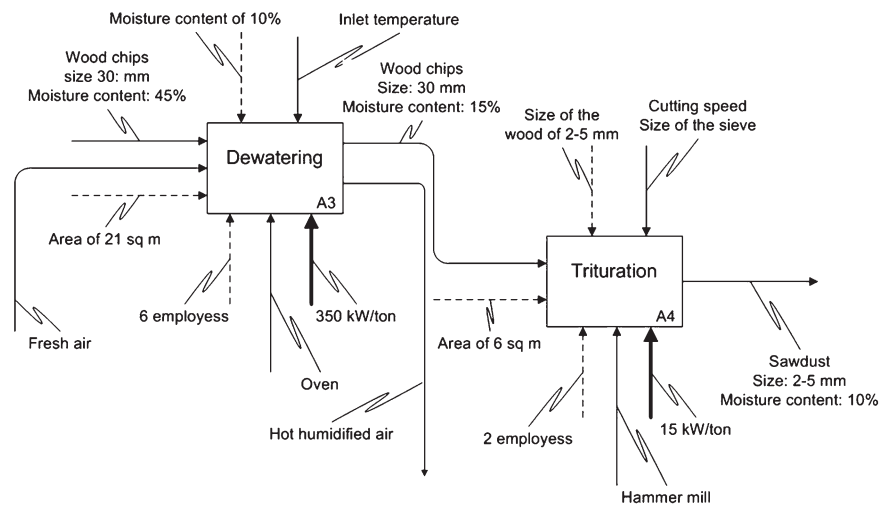 Moisture content of 10%
Inlet temperature
Wood chips
size 30: mm
Moisture content: 45%
Wood chips
Size: 30 mm
Moisture content: 15%
Size of the
wood of 2-5 mm
Cutting speed
Size of the sieve
Dewatering
A3
Area of 21 sq m
6 employess
350 kW/ton
Fresh air
Oven
Hot humidified air
Trituration
A4
Area of 6 sq m
2 employess
15 kW/ton
Sawdust
Size: 2-5 mm
Moisture content: 10%
Hammer mill